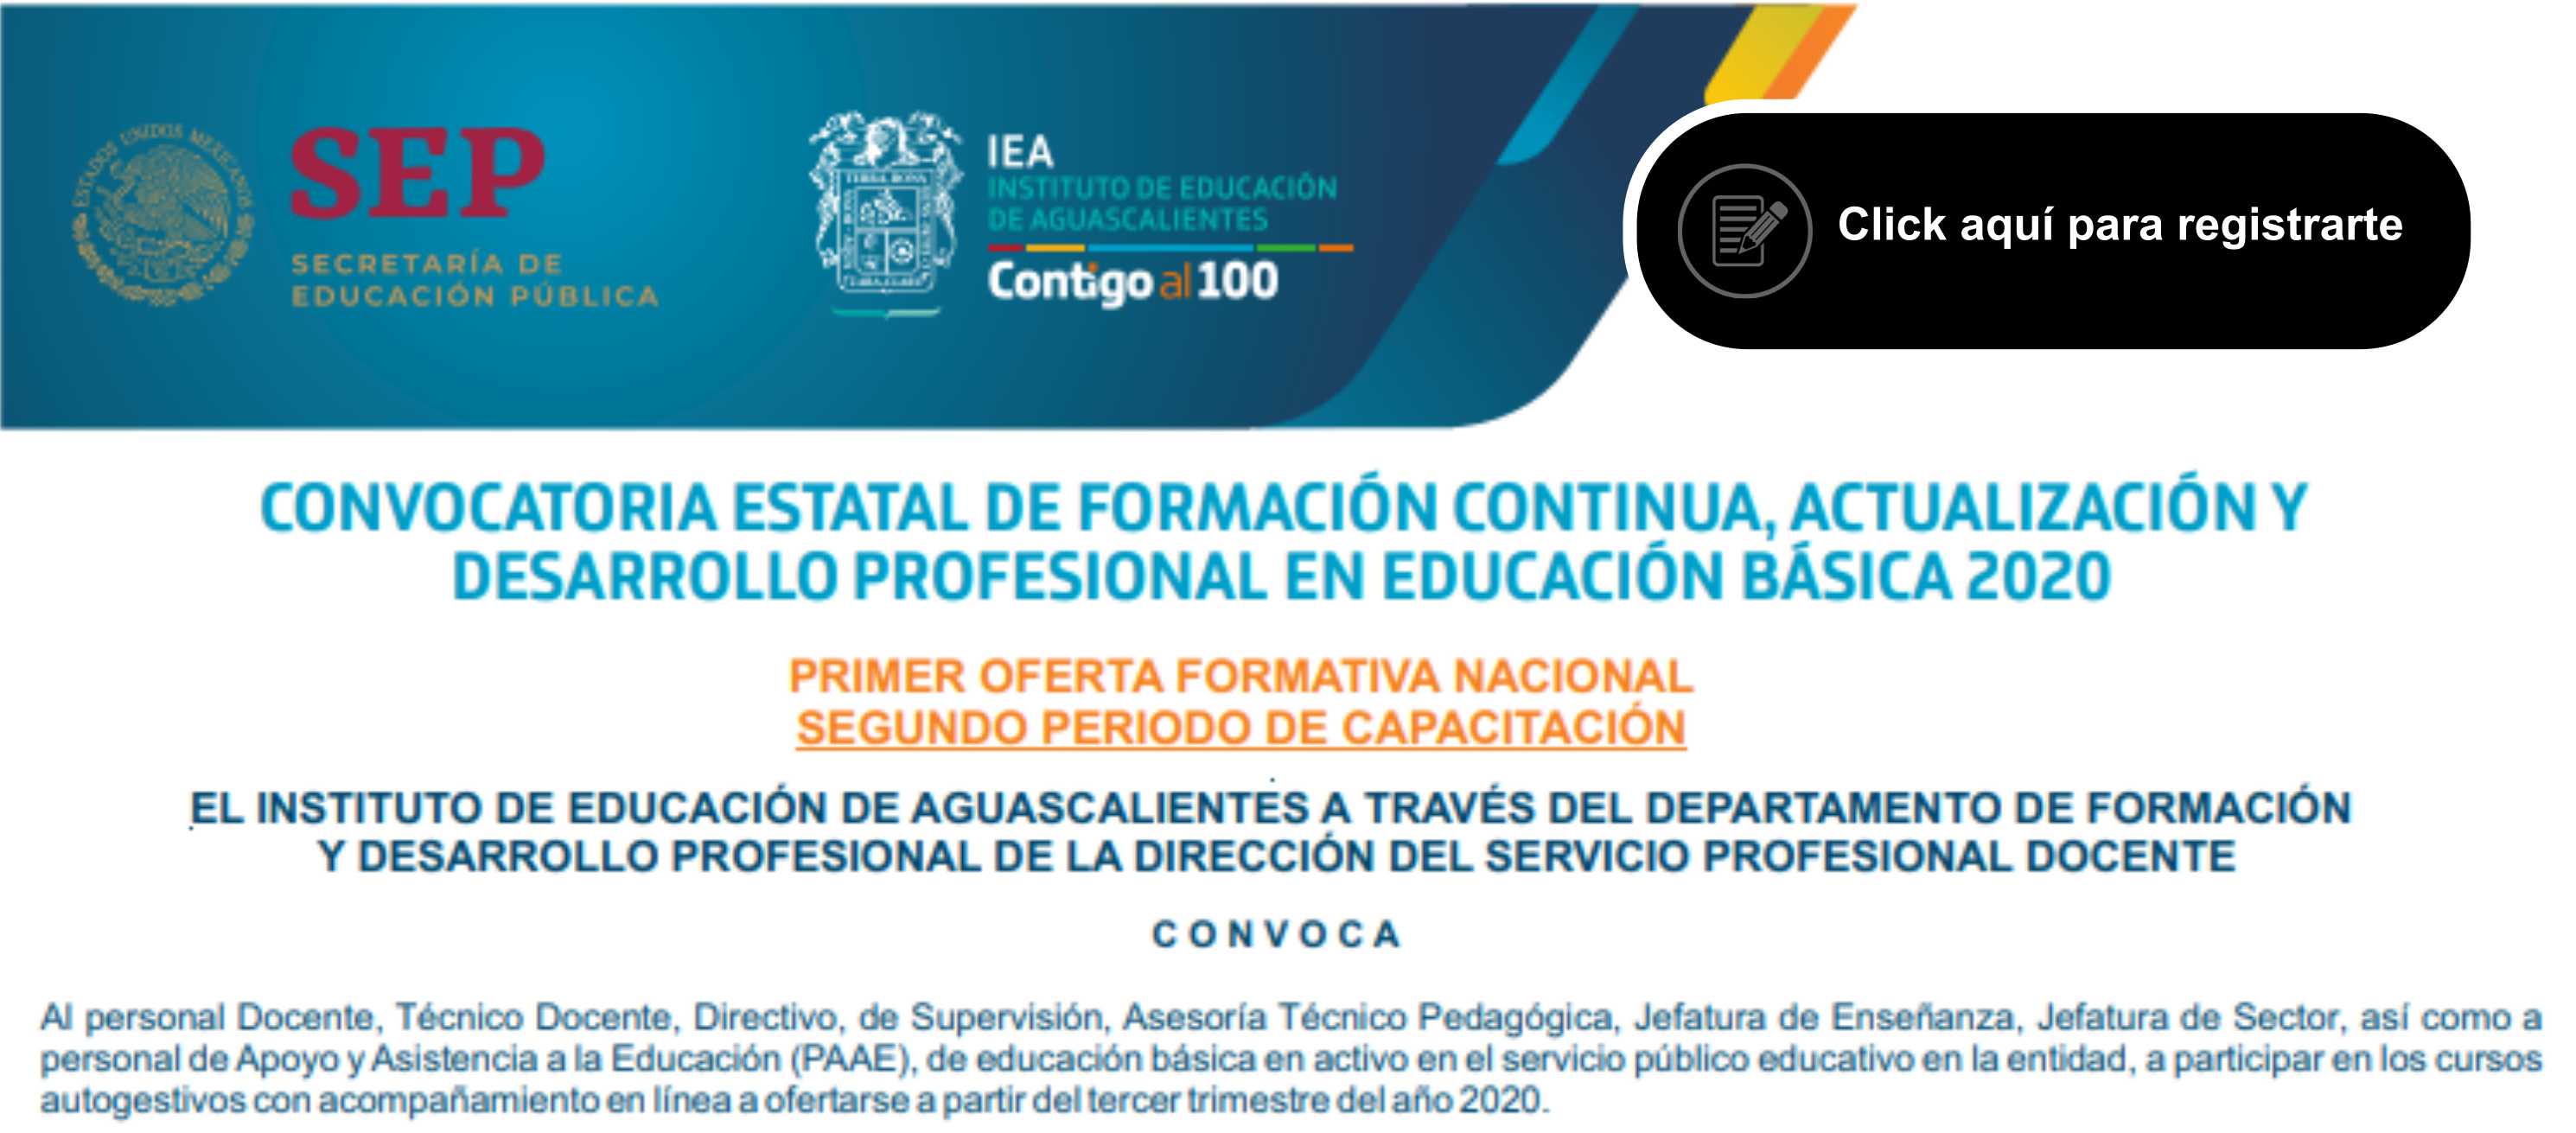 ESTADOS UNIDOS MEXICANOS
SEP
SECRETARÍA DE
EDUCACIÓN PÚBLICA
IEA
INSTITUTO DE EDUCACIÓN
DE AGUASCALIENTES
Contigo al 100
Click aquí para registrarte
CONVOCATORIA ESTATAL DE FORMACIÓN CONTINUA, ACTUALIZACIÓN Y
DESARROLLO PROFESIONAL EN EDUCACIÓN BÁSICA 2020
PRIMER OFERTA FORMATIVA NACIONAL
SEGUNDO PERIODO DE CAPACITACIÓN
EL INSTITUTO DE EDUCACIÓN DE AGUASCALIENTES A TRAVÉS DEL DEPARTAMENTO DE FORMACIÓN
Y DESARROLLO PROFESIONAL DE LA DIRECCIÓN DEL SERVICIO PROFESIONAL DOCENTE
C O N V O C A
Al personal Docente, Técnico Docente, Directivo, de Supervisión, Asesoría Técnico Pedagógica, Jefatura de Enseñanza, Jefatura de Sector, así como a
personal de Apoyo y Asistencia a la Educación (PAAE), de educación básica en activo en el servicio público educativo en la entidad, a participar en los cursos
autogestivos con acompañamiento en línea a ofertarse a partir del tercer trimestre del año 2020.